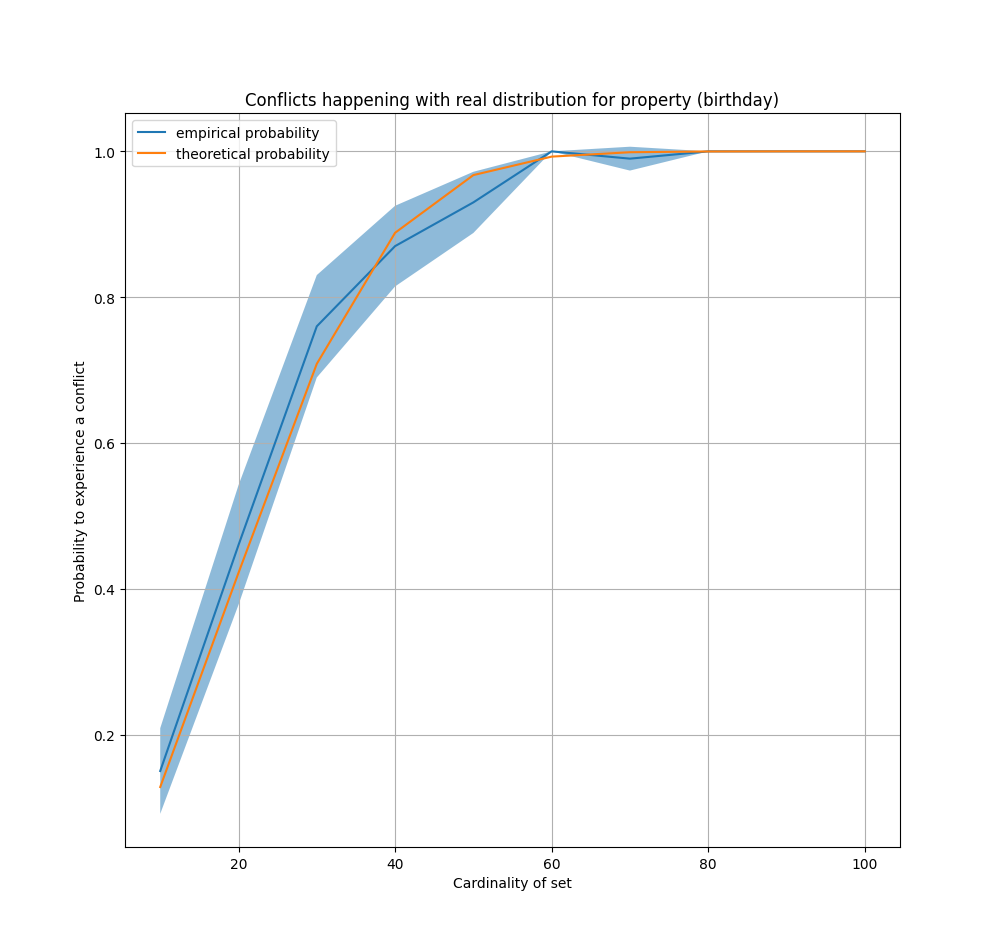 Conflicts happening with real distribution for property (birthday)
empirical probability
theoretical probability
1.0
0.8
0.6
0.4
0.2
Probability to experience a conflict
20 40 60 80 100
Cardinality of set